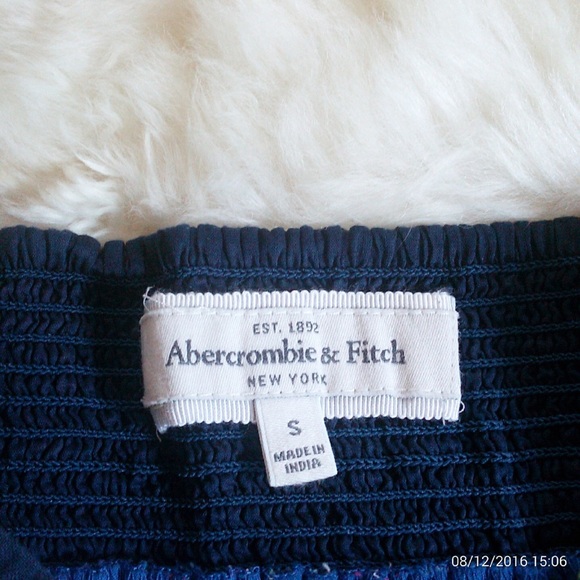 EST. 1892
Abercrombie & Fitch
NEW YORK
S
MADE IN
INDIA
08/12/2016 15:06